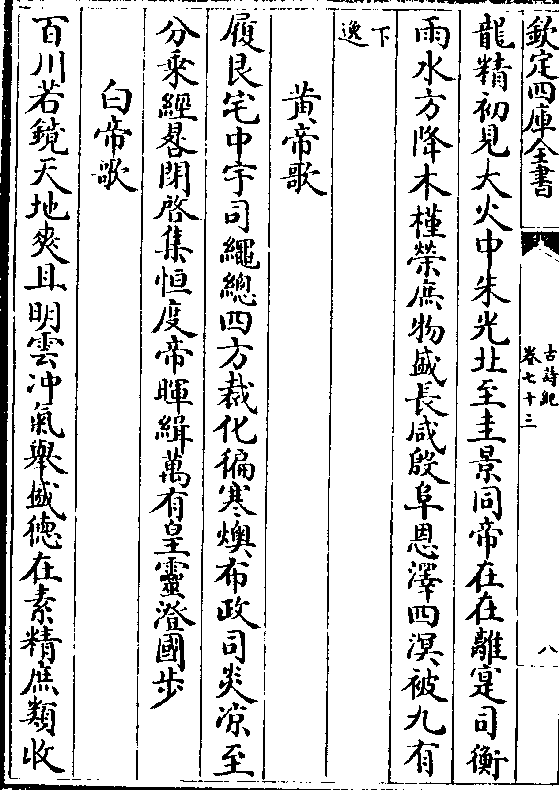 欽定四庫全書
古詩紀
卷七十三
八
龍精初見大火中朱光北至圭景同帝在在離寔司衡
雨水方降木槿榮庶物盛長咸殷阜恩澤四溟被九有
下
逸
黄帝歌
履艮宅中宇司繩總四方裁化徧寒燠布政司炎凉至
分乘經晷閉啓集恒度帝暉緝萬有皇靈澄國步
白帝歌
百川若鏡天地爽且明雲冲氣舉盛德在素精庶類收